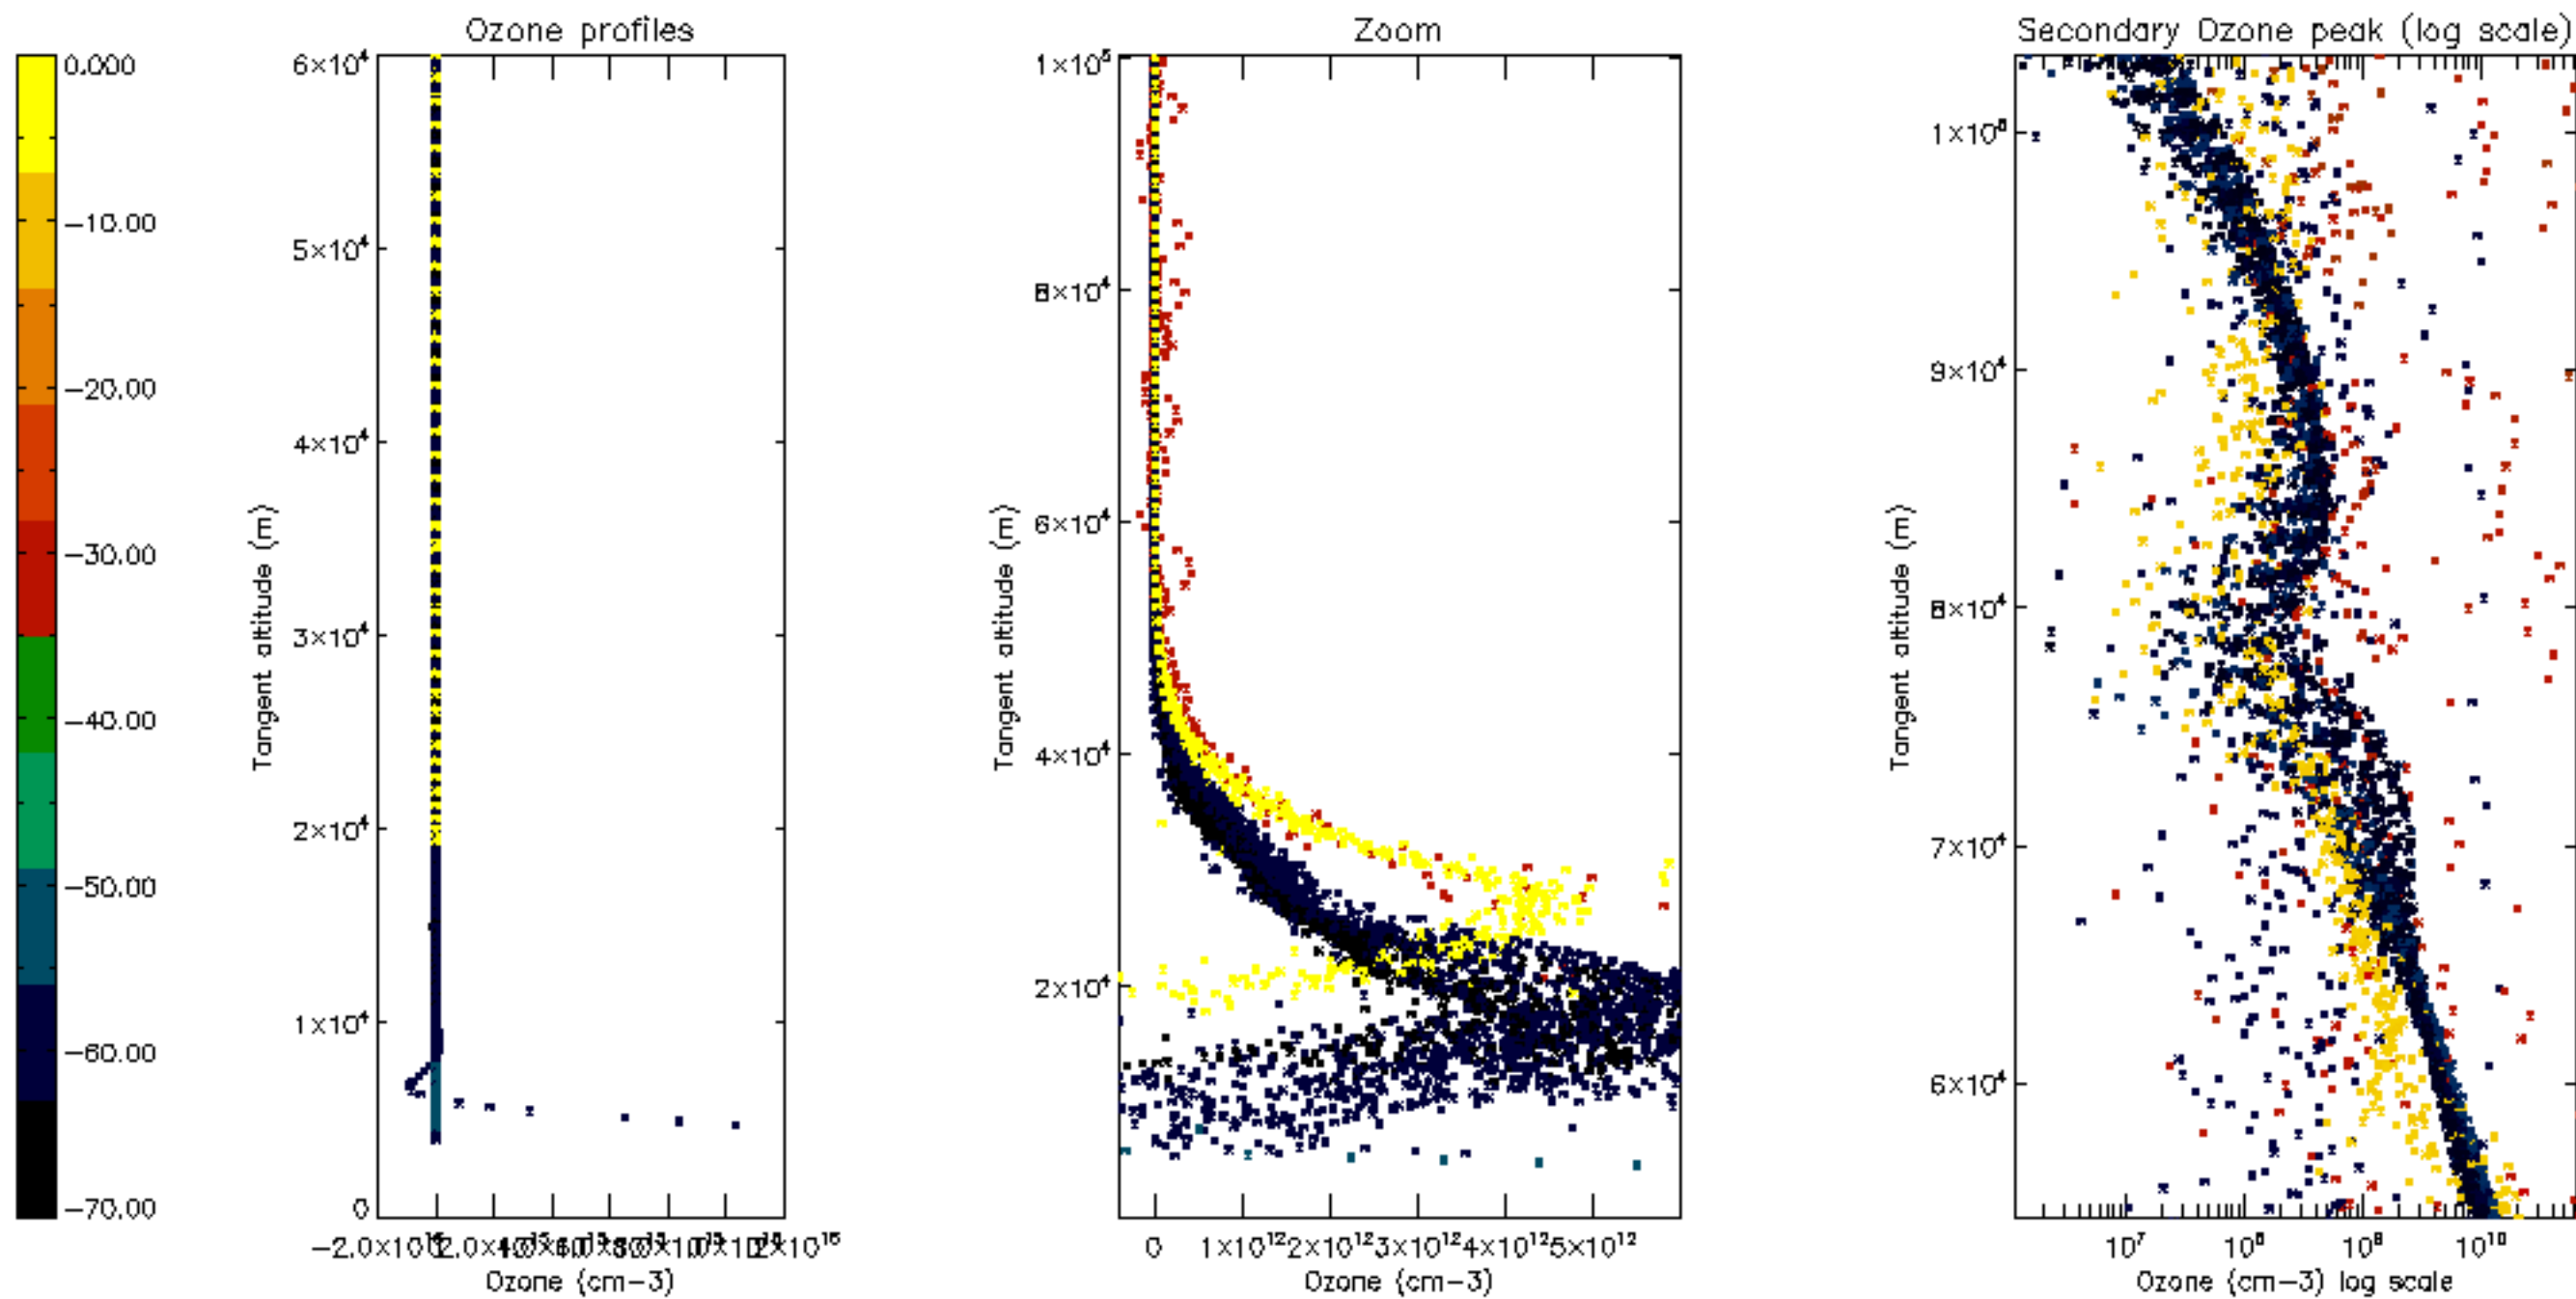 Ozone profiles
Zoom
Secondary Ozone peak (log scale)
0.000
−10.00
−20.00
−30.00
−40.00
−50.00
−60.00
−70.00
6×10⁴
5×10⁴
4×10⁴
3×10⁴
2×10⁴
1×10⁴
0
Tangent altitude (m)
Ozone (cm−3)
1×10⁵
8×10⁴
6×10⁴
4×10⁴
2×10⁴
Tangent altitude (m)
0 1×10¹² 2×10¹² 3×10¹² 4×10¹² 5×10¹²
Ozone (cm−3)
9×10⁴
8×10⁴
7×10⁴
6×10⁴
Tangent altitude (m)
10⁷ 10⁸ 10⁹ 10¹⁰
Ozone (cm−3) log scale